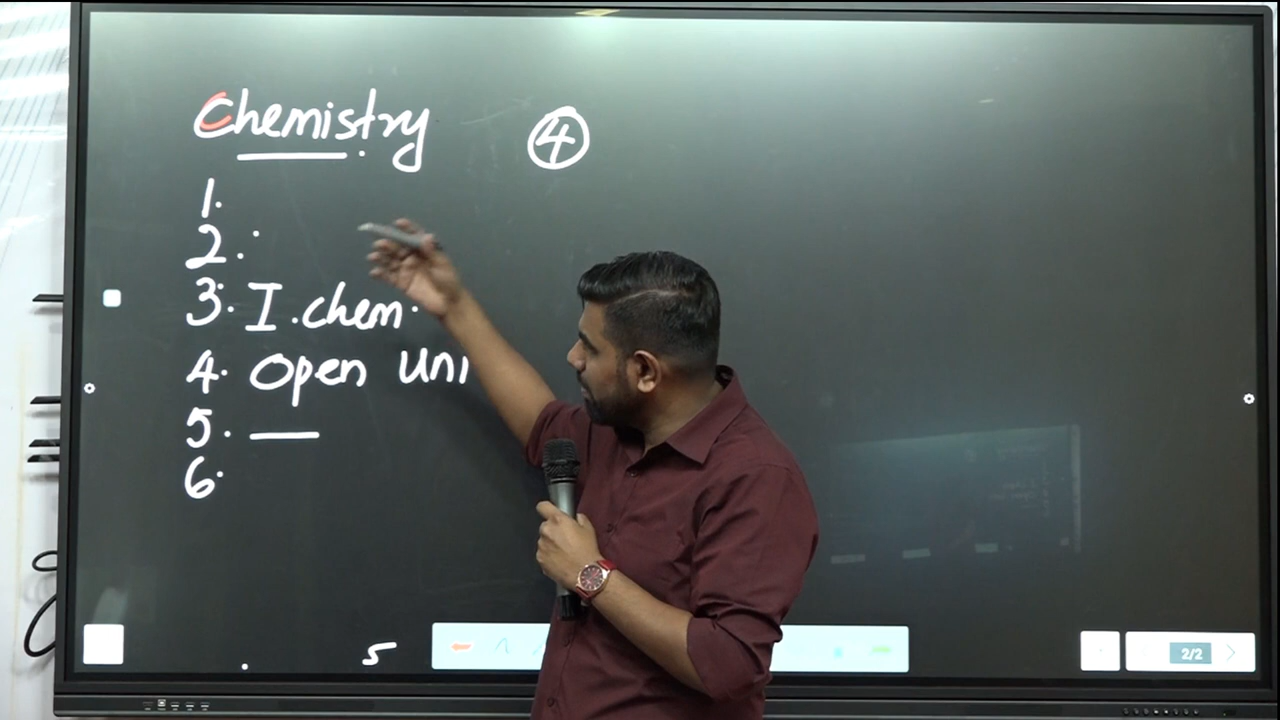 Chemistry ④
1.
2.
3. I. chem.
4. Open Uni
5. —
6.
5
2/2